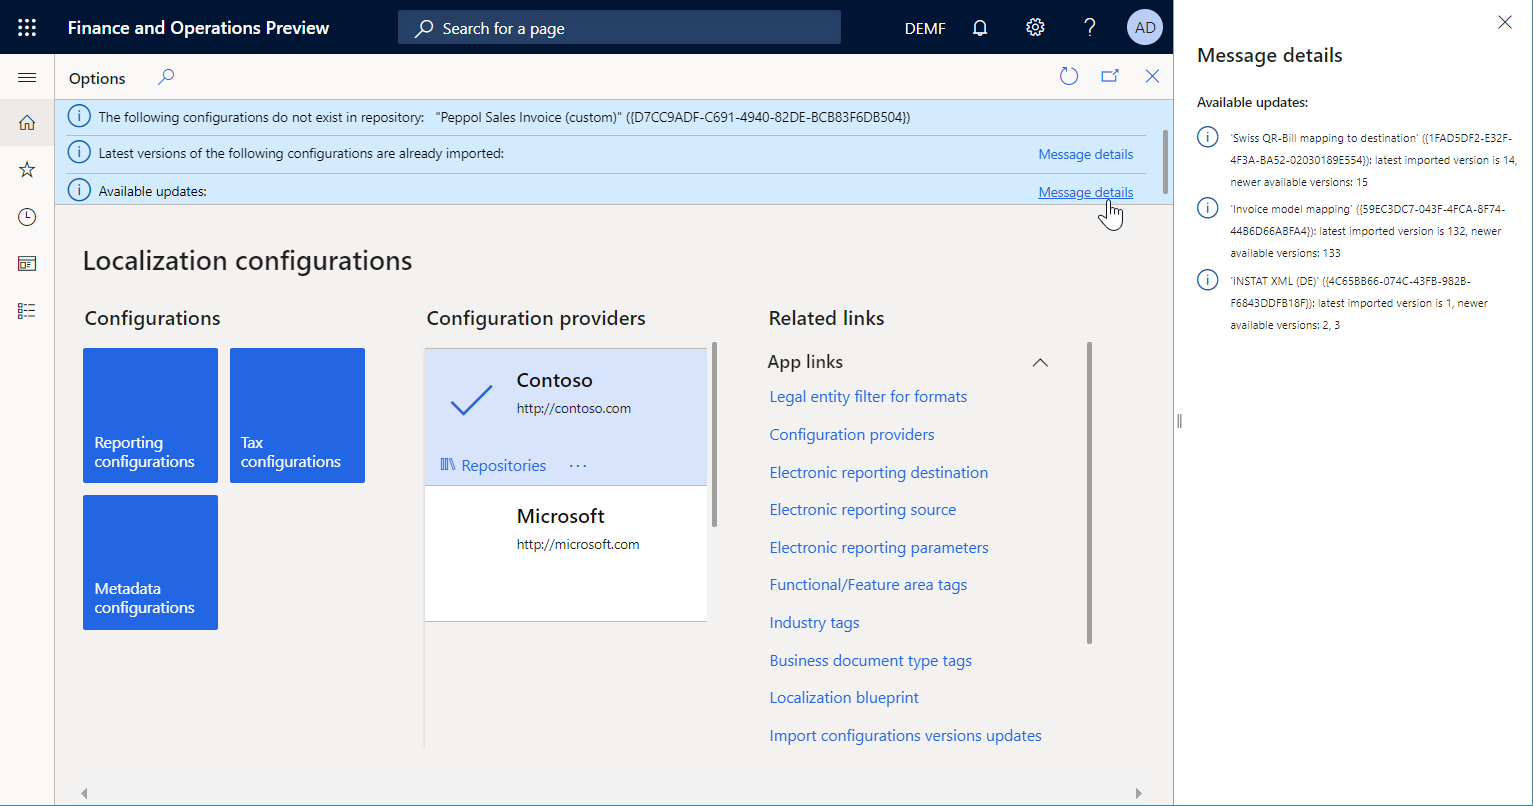 Finance and Operations Preview
Search for a page
DEMF
?
AD
Options
The following configurations do not exist in repository: "Peppol Sales Invoice (custom)" ({D7CC9ADF-C691-4940-82DE-BCB83F6DB504})
Latest versions of the following configurations are already imported:
Message details
Available updates:
Message details
Localization configurations
Configurations
Reporting
configurations
Tax
configurations
Metadata
configurations
Configuration providers
Contoso
http://contoso.com
Repositories
...
Microsoft
http://microsoft.com
Related links
App links
Legal entity filter for formats
Configuration providers
Electronic reporting destination
Electronic reporting source
Electronic reporting parameters
Functional/Feature area tags
Industry tags
Business document type tags
Localization blueprint
Import configurations versions updates
Message details
Available updates:
'Swiss QR-Bill mapping to destination' ({1FAD5DF2-E32F-
4F3A-BA52-02030189E554}): latest imported version is 14,
newer available versions: 15
'Invoice model mapping' ({59EC3DC7-043F-4FCA-8F74-
44B6D66ABFA4}): latest imported version is 132, newer
available versions: 133
'INSTAT XML (DE)' ({4C65BB66-074C-43FB-982B-
F6843DDFB18F}): latest imported version is 1, newer
available versions: 2, 3